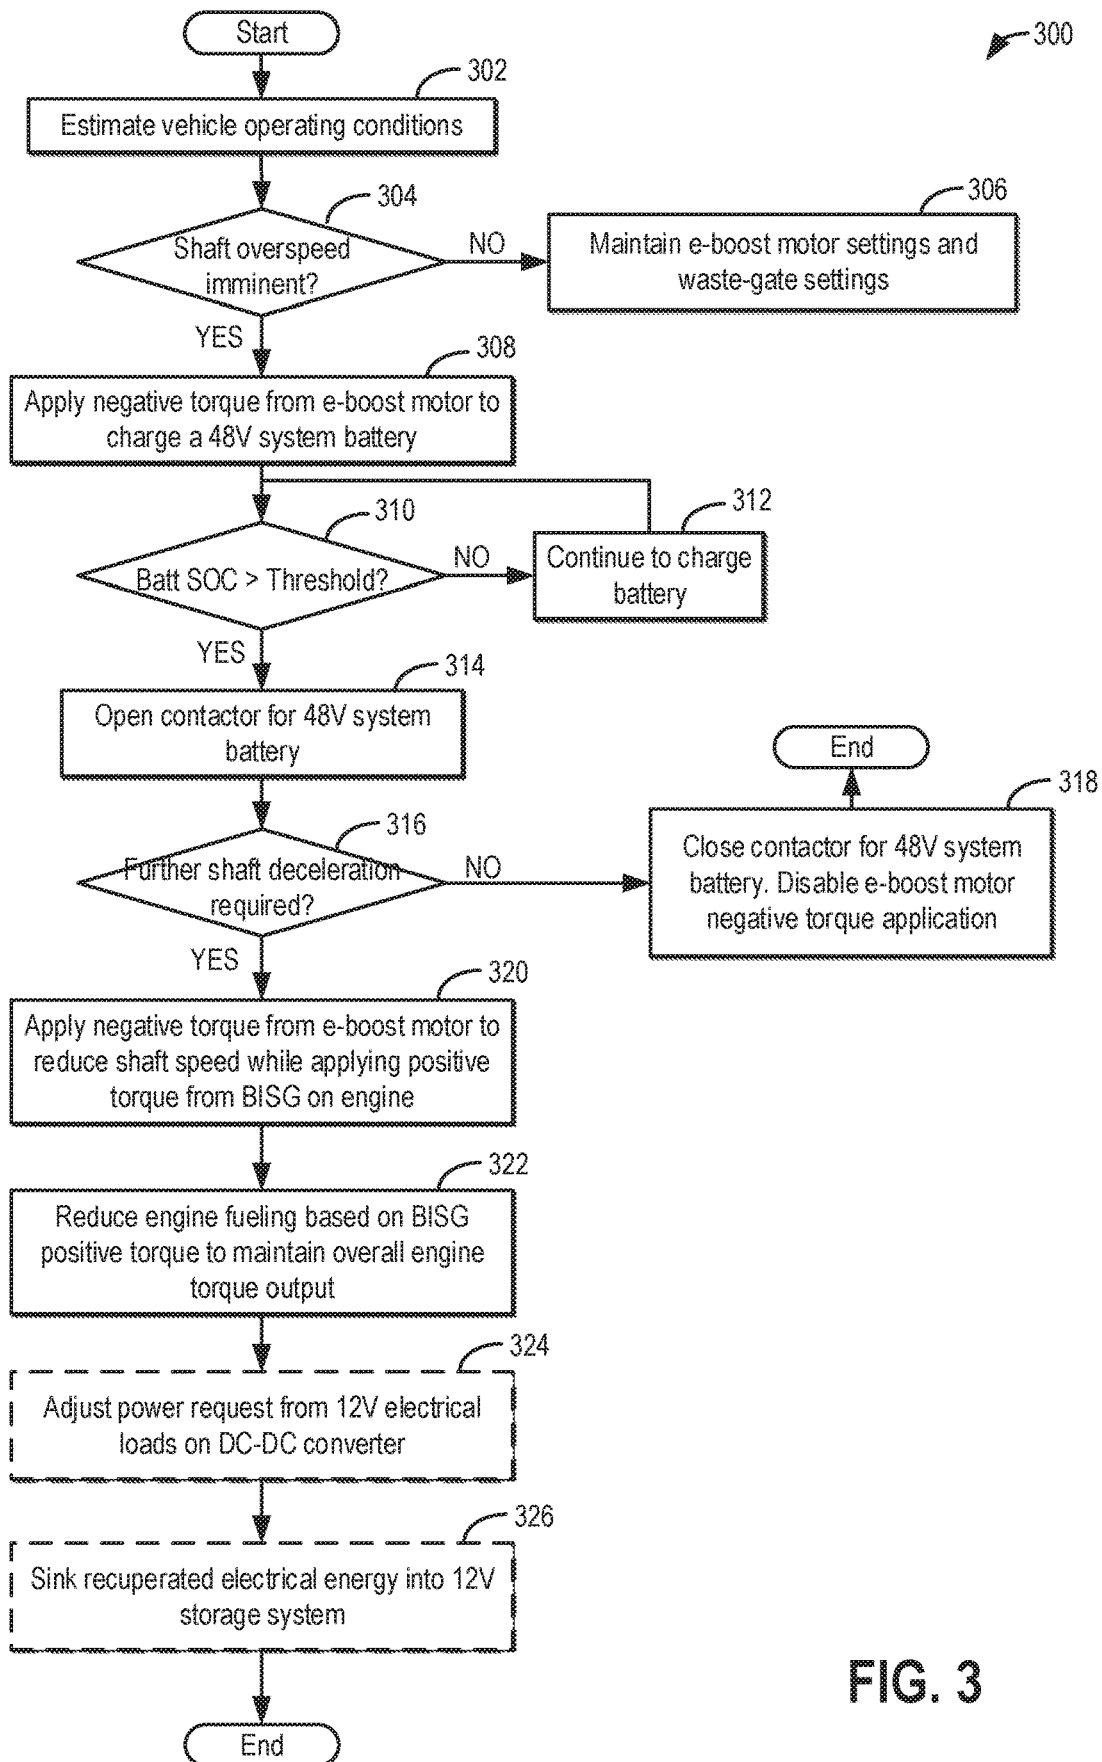 Start
300
302
Estimate vehicle operating conditions
304
Shaft overspeed
imminent?
NO
306
Maintain e-boost motor settings and
waste-gate settings
YES
308
Apply negative torque from e-boost motor to
charge a 48V system battery
310
Batt SOC > Threshold?
NO
312
Continue to charge
battery
YES
314
Open contactor for 48V system
battery
316
Further shaft deceleration
required?
NO
End
318
Close contactor for 48V system
battery. Disable e-boost motor
negative torque application
YES
320
Apply negative torque from e-boost motor to
reduce shaft speed while applying positive
torque from BISG on engine
322
Reduce engine fueling based on BISG
positive torque to maintain overall engine
torque output
324
Adjust power request from 12V electrical
loads on DC-DC converter
326
Sink recuperated electrical energy into 12V
storage system
End
FIG. 3